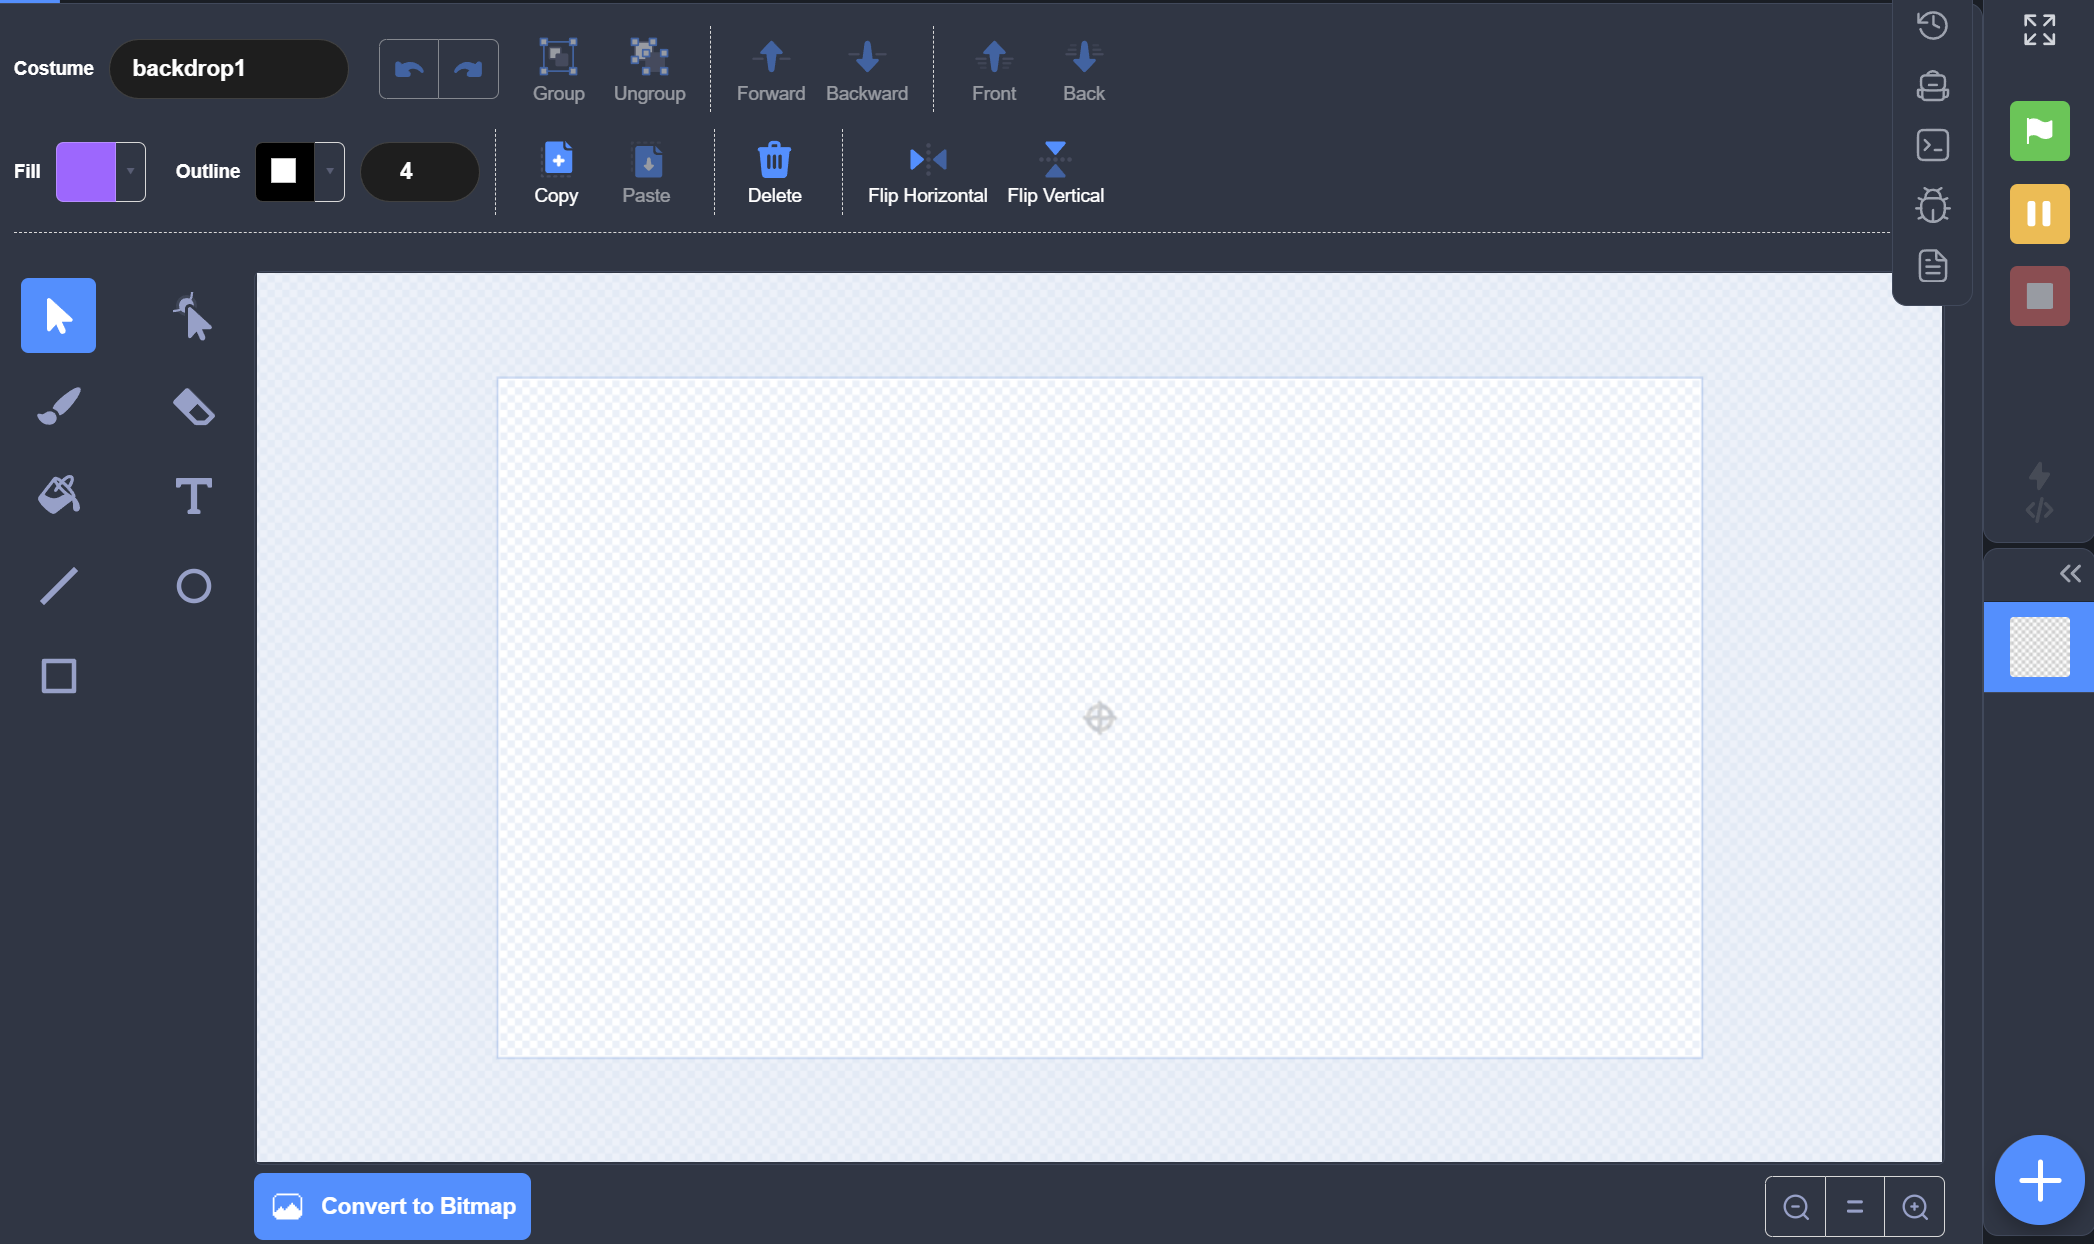 Costume backdrop1
Group Ungroup Forward Backward Front Back
Fill Outline 4
Copy Paste Delete Flip Horizontal Flip Vertical
Convert to Bitmap